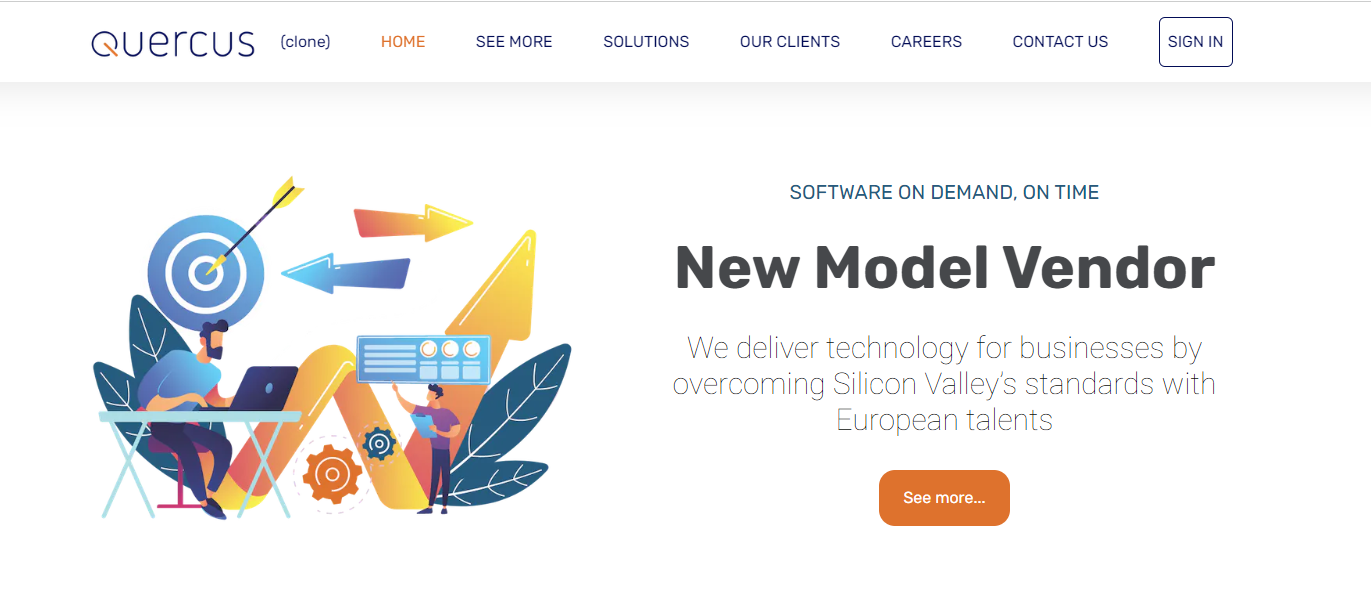 QUERCUS (clone) HOME SEE MORE SOLUTIONS OUR CLIENTS CAREERS CONTACT US SIGN IN
SOFTWARE ON DEMAND, ON TIME
New Model Vendor
We deliver technology for businesses by
overcoming Silicon Valley's standards with
European talents
See more...